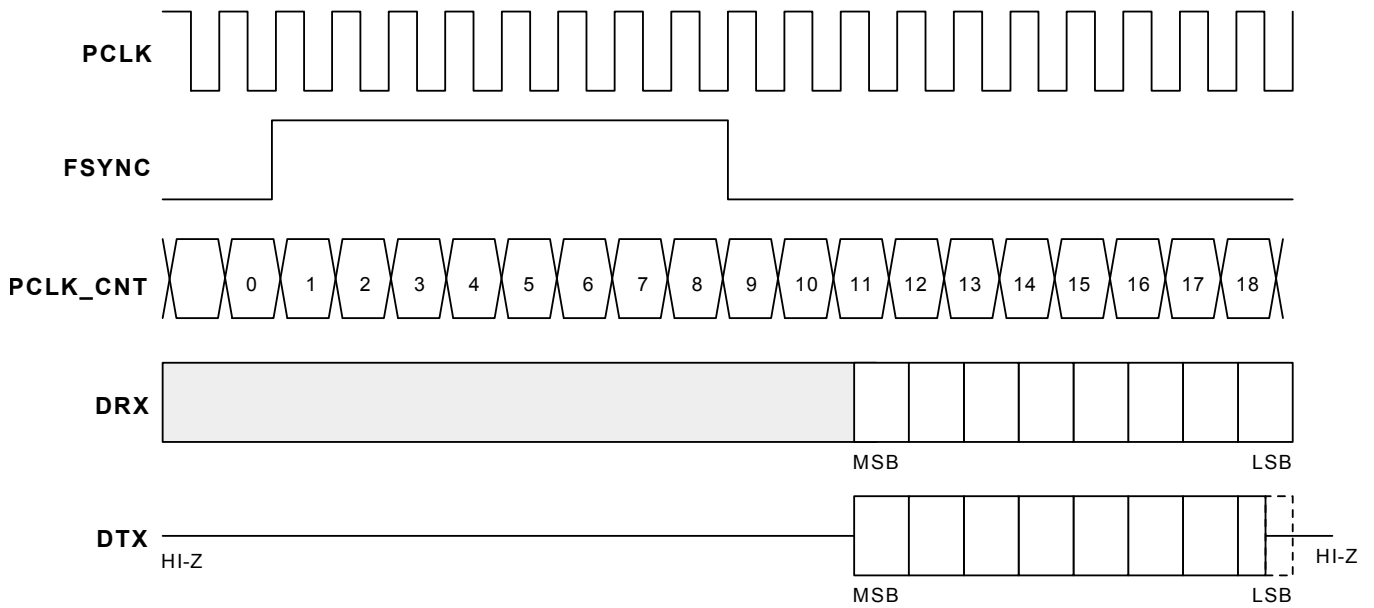 PCLK
FSYNC
PCLK_CNT 0 1 2 3 4 5 6 7 8 9 10 11 12 13 14 15 16 17 18
DRX
MSB LSB
DTX
HI-Z HI-Z
MSB LSB